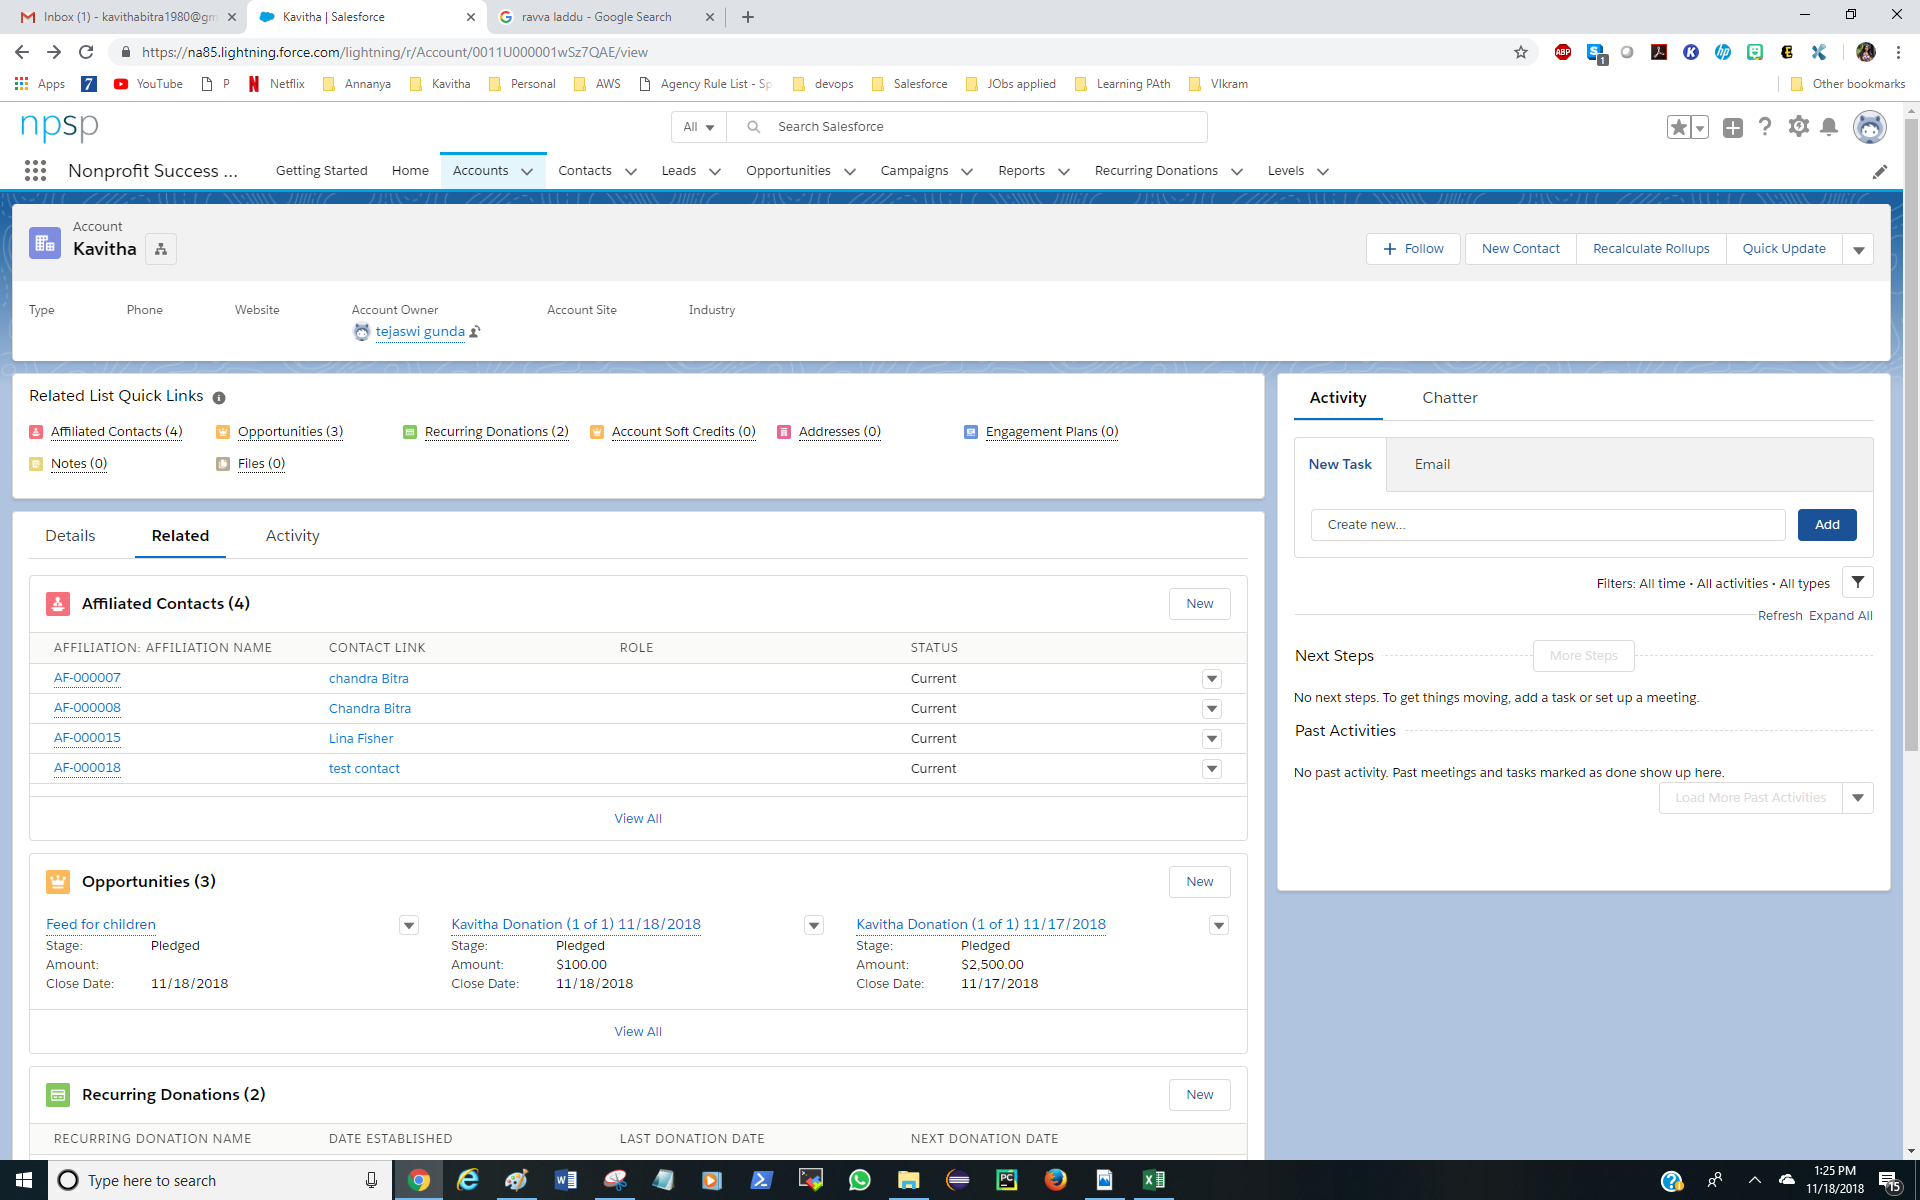 Inbox (1) - kavithabitra1980@gm
Kavitha | Salesforce
ravva laddu - Google Search
https://na85.lightning.force.com/lightning/r/Account/0011U000001wSz7QAE/view
Apps
7
YouTube
P
Netflix
Annanya
Kavitha
Personal
AWS
Agency Rule List - Sp
devops
Salesforce
JObs applied
Learning PAth
VIkram
Other bookmarks
npsp
All
Search Salesforce
Nonprofit Success ...
Getting Started
Home
Accounts
Contacts
Leads
Opportunities
Campaigns
Reports
Recurring Donations
Levels
Account
Kavitha
Follow
New Contact
Recalculate Rollups
Quick Update
Type
Phone
Website
Account Owner
Account Site
Industry
tejaswi gunda
Related List Quick Links
Affiliated Contacts (4)
Opportunities (3)
Recurring Donations (2)
Account Soft Credits (0)
Addresses (0)
Engagement Plans (0)
Notes (0)
Files (0)
Details
Related
Activity
Affiliated Contacts (4)
New
AFFILIATION: AFFILIATION NAME CONTACT LINK ROLE STATUS
AF-000007 chandra Bitra Current
AF-000008 Chandra Bitra Current
AF-000015 Lina Fisher Current
AF-000018 test contact Current
View All
Opportunities (3)
New
Feed for children
Stage: Pledged
Amount:
Close Date: 11/18/2018
Kavitha Donation (1 of 1) 11/18/2018
Stage: Pledged
Amount: $100.00
Close Date: 11/18/2018
Kavitha Donation (1 of 1) 11/17/2018
Stage: Pledged
Amount: $2,500.00
Close Date: 11/17/2018
View All
Recurring Donations (2)
New
RECURRING DONATION NAME DATE ESTABLISHED LAST DONATION DATE NEXT DONATION DATE
Activity
Chatter
New Task
Email
Create new...
Add
Filters: All time • All activities • All types
Refresh Expand All
Next Steps
More Steps
No next steps. To get things moving, add a task or set up a meeting.
Past Activities
No past activity. Past meetings and tasks marked as done show up here.
Load More Past Activities
Type here to search
1:25 PM
11/18/2018
15